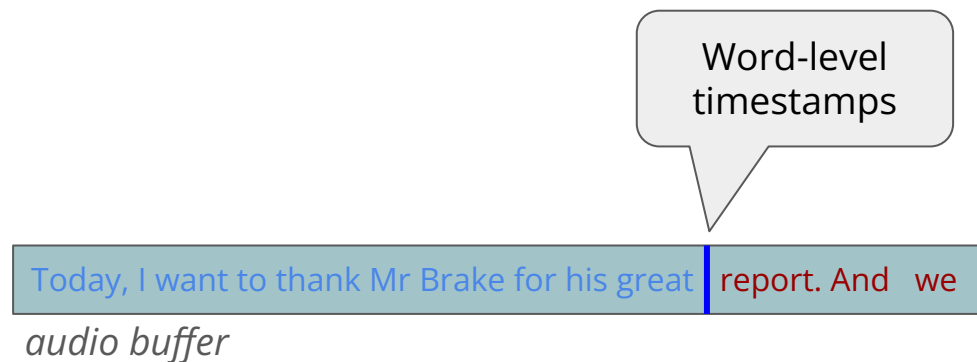 Word-level
timestamps
Today, I want to thank Mr Brake for his great report. And we
audio buffer